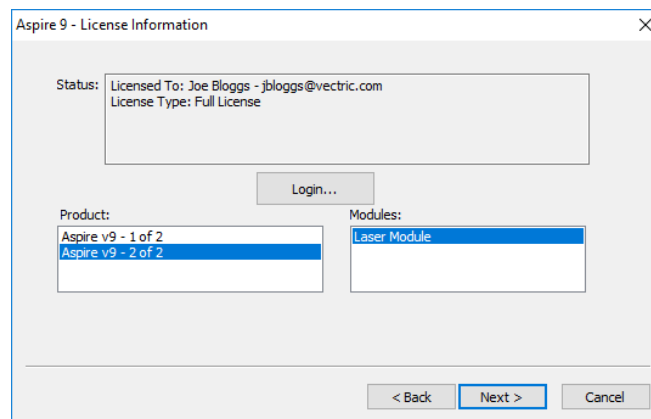 Aspire 9 - License Information
Status:
Licensed To: Joe Bloggs - jbloggs@vectric.com
License Type: Full License
Login...
Product:
Aspire v9 - 1 of 2
Aspire v9 - 2 of 2
Modules:
Laser Module
< Back
Next >
Cancel